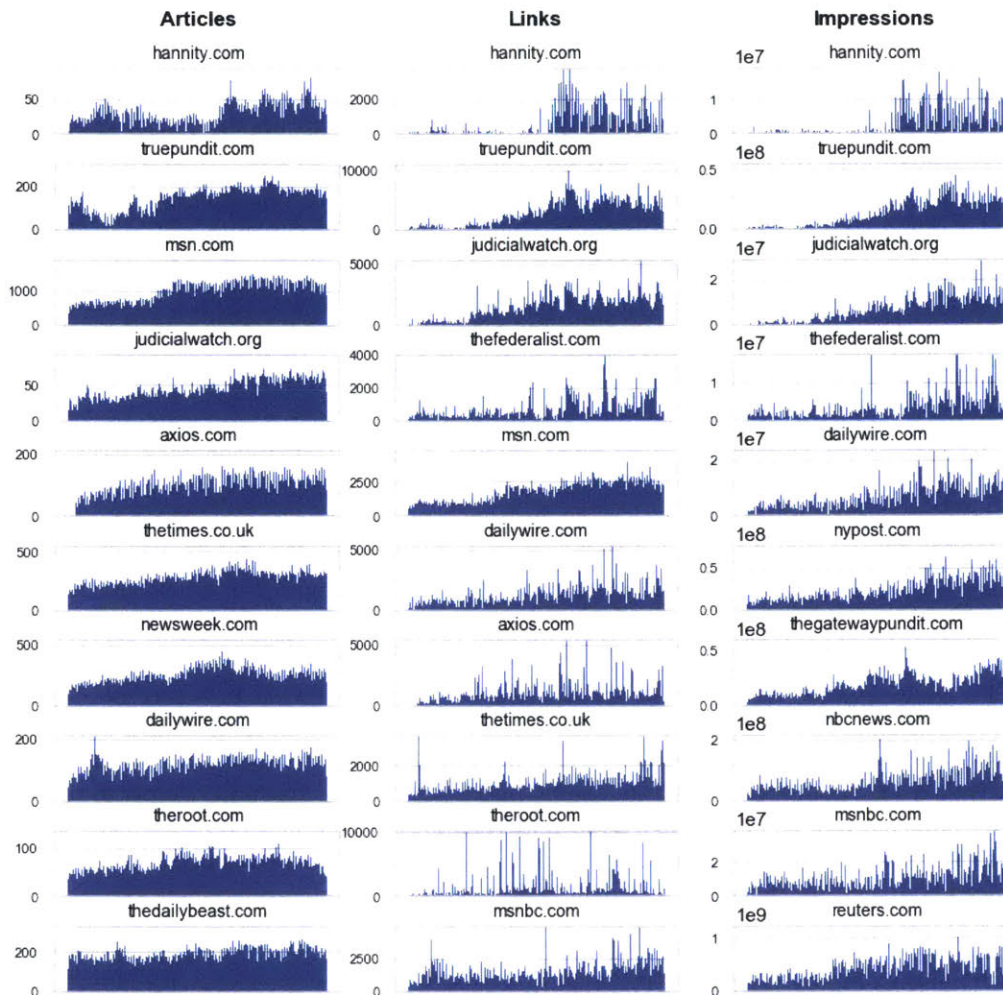 Articles Links Impressions
hannity.com hannity.com 1e7 hannity.com
50 2000 1
0 0 0
truepundit.com truepundit.com 1e8 truepundit.com
200 10000 0.5
0 0 0.0
msn.com judicialwatch.org 1e7 judicialwatch.org
1000 5000 2
0 0 0
judicialwatch.org thefederalist.com 1e7 thefederalist.com
50 4000 1
0 2000 0
0
axios.com msn.com 1e7 dailywire.com
200 2500 2
0 0 0
thetimes.co.uk dailywire.com 1e8 nypost.com
500 5000 0.5
0 0 0.0
newsweek.com axios.com 1e8 thegatewaypundit.com
500 5000 0.5
0 0 0.0
dailywire.com thetimes.co.uk 1e8 nbcnews.com
200 2000 2
0 0 0
theroot.com theroot.com 1e7 msnbc.com
100 10000 2
0 0 0
thedailybeast.com msnbc.com 1e9 reuters.com
200 2500 1
0 0 0